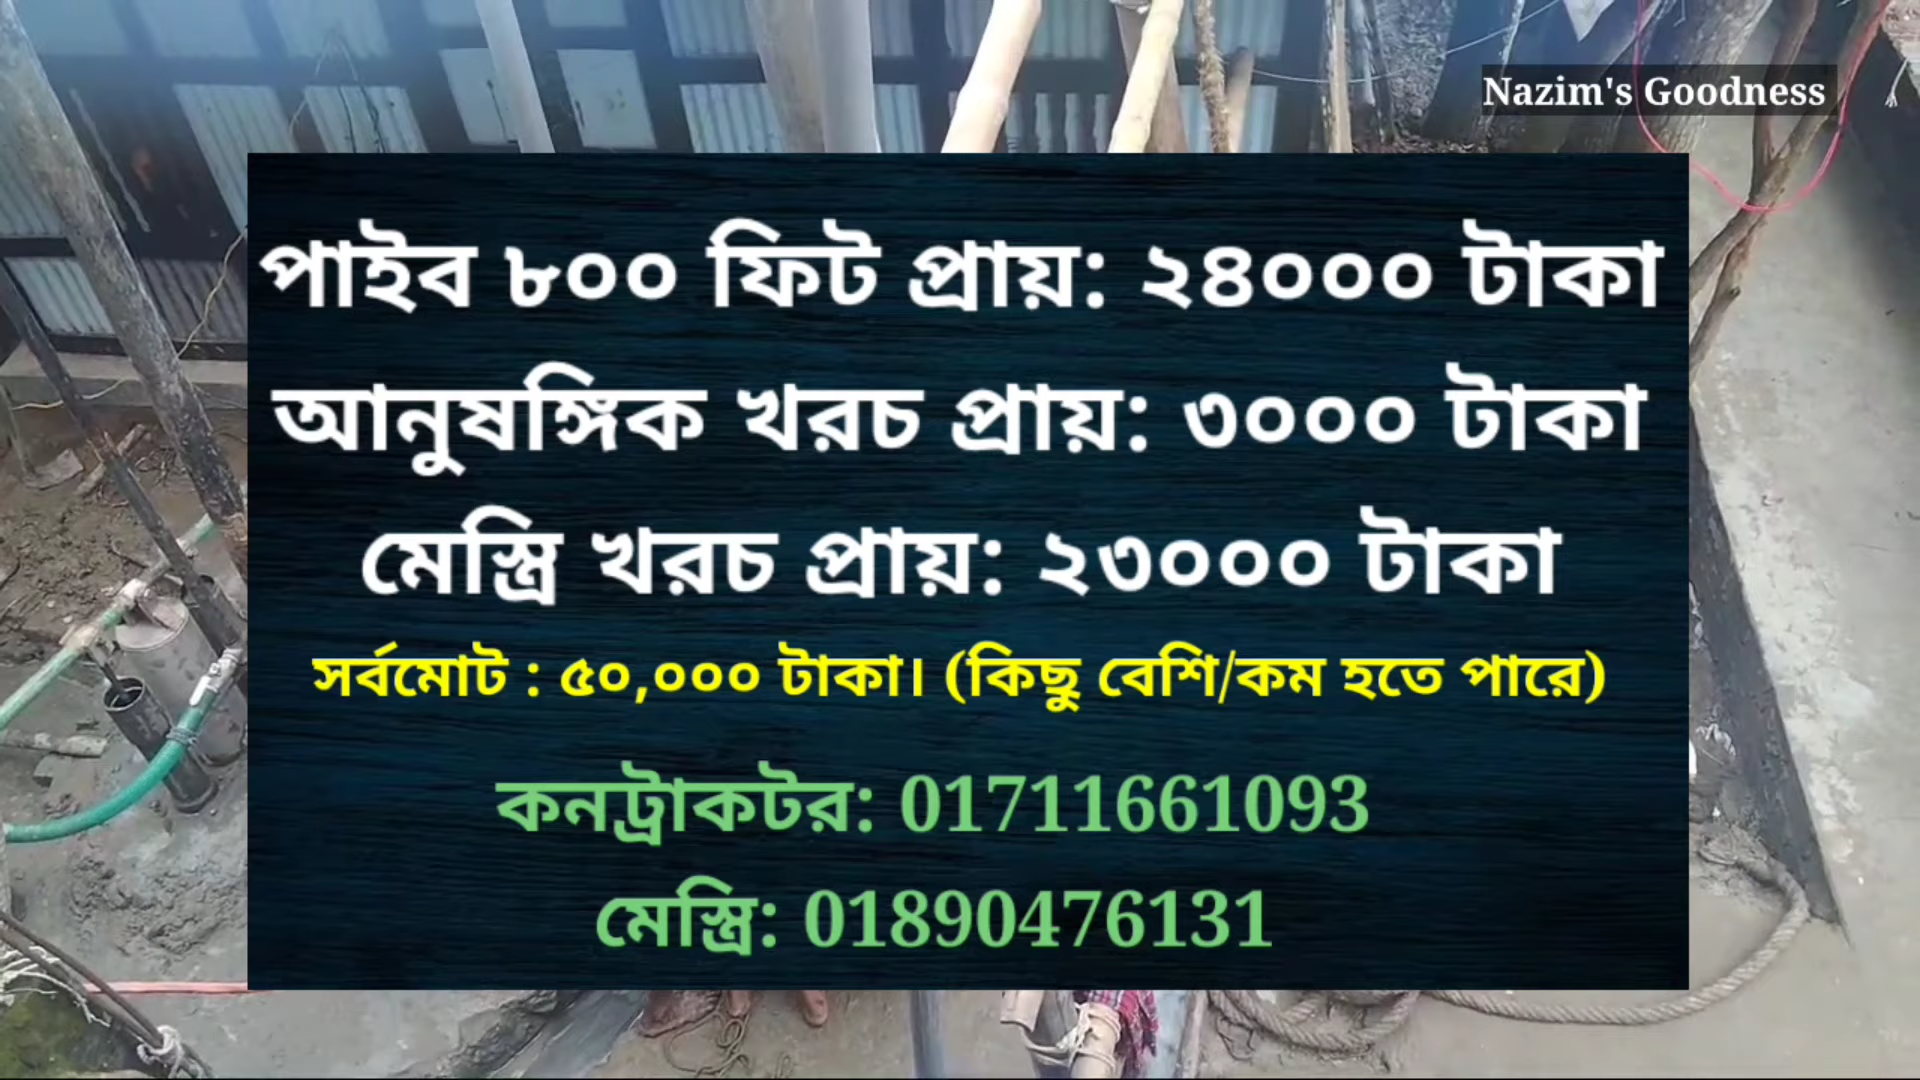 Nazim's Goodness
পাইব ৮০০ ফিট প্রায়: ২৪০০০ টাকা
আনুষঙ্গিক খরচ প্রায়: ৩০০০ টাকা
মেস্ত্রি খরচ প্রায়: ২৩০০০ টাকা
সর্বমোট : ৫০,০০০ টাকা। (কিছু বেশি/কম হতে পারে)
কনট্রাকটর: 01711661093
মেস্ত্রি: 01890476131